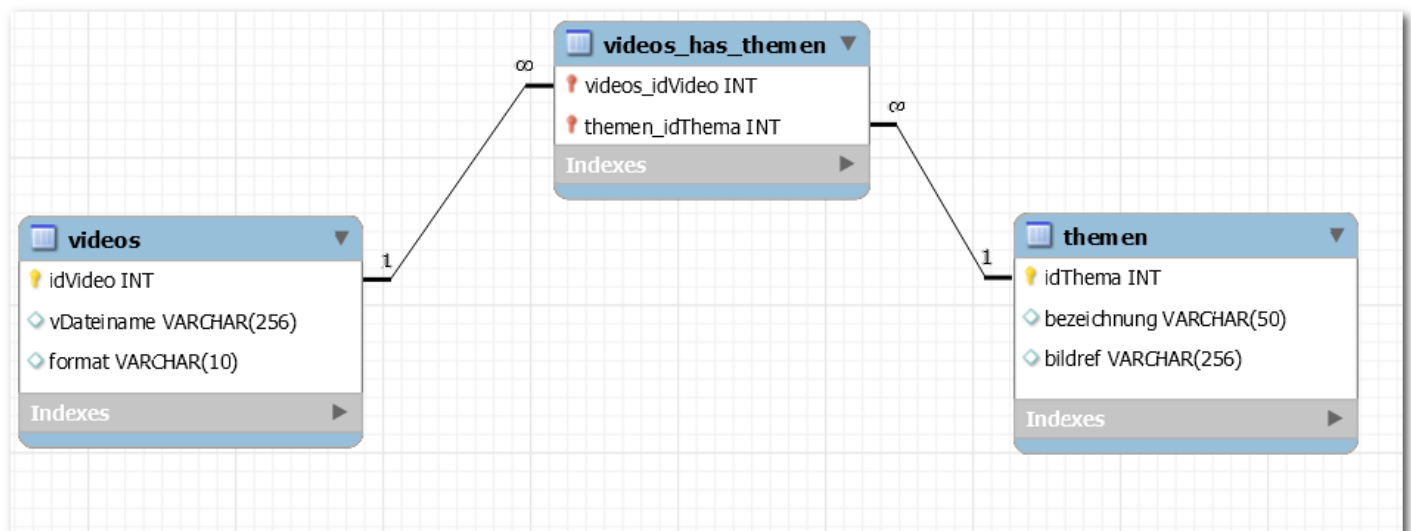 videos_has_themen
∞
videos_idVideo INT
∞
themen_idThema INT
Indexes
videos
1
idVideo INT
vDateiname VARCHAR(256)
format VARCHAR(10)
Indexes
themen
1
idThema INT
bezeichnung VARCHAR(50)
bildref VARCHAR(256)
Indexes